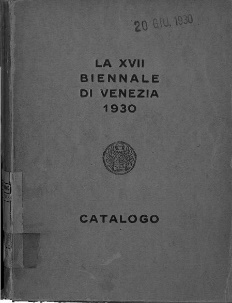 20 GIU. 1930
LA XVII
BIENNALE
DI VENEZIA
1930
CATALOGO